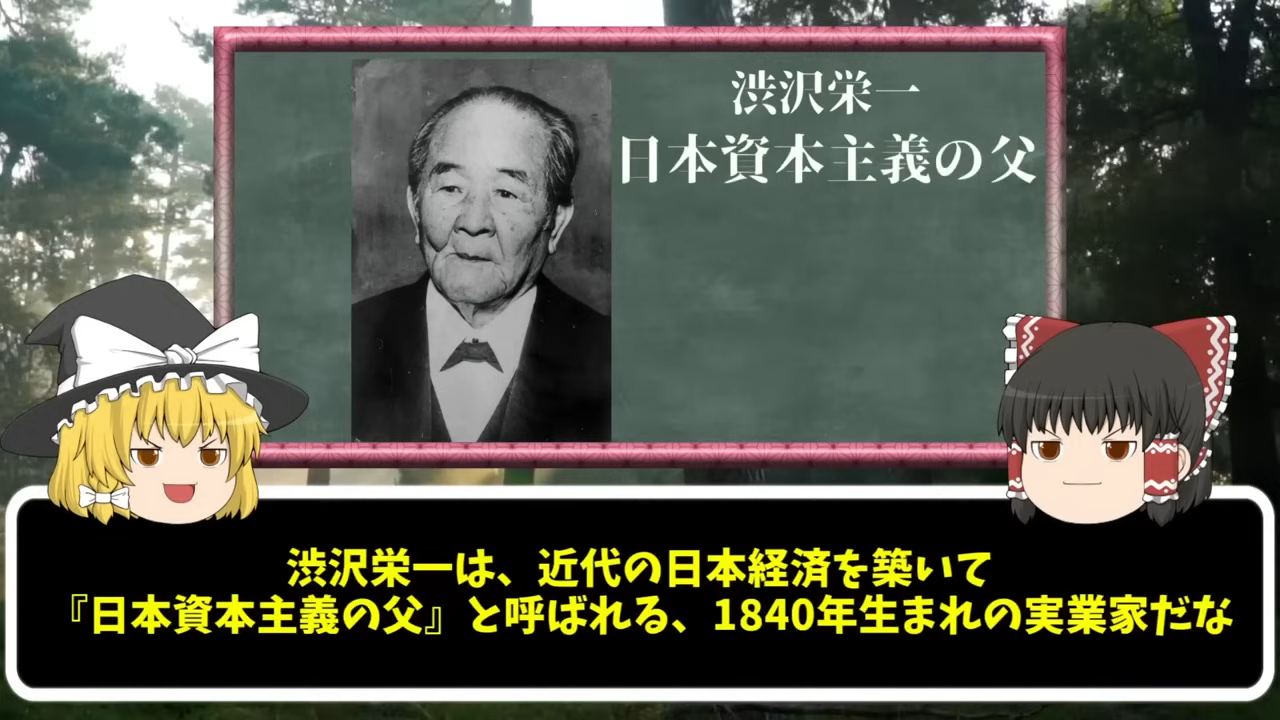 渋沢栄一
日本資本主義の父
渋沢栄一は、近代の日本経済を築いて
『日本資本主義の父』と呼ばれる、1840年生まれの実業家だな